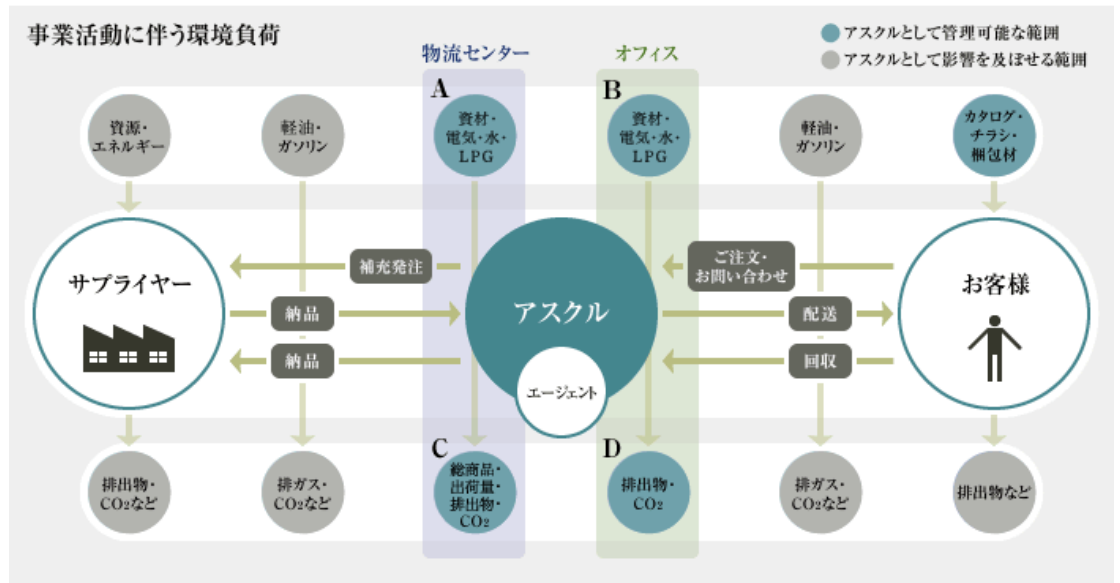 事業活動に伴う環境負荷
アスクルとして管理可能な範囲
アスクルとして影響を及ぼせる範囲
物流センター
オフィス
A
B
資源・
エネルギー
軽油・
ガソリン
資材・
電気・水・
LPG
資材・
電気・水・
LPG
軽油・
ガソリン
カタログ・
チラシ・
梱包材
サプライヤー
補充発注
納品
納品
アスクル
エージェント
ご注文・
お問い合わせ
配送
回収
お客様
C
D
排出物・
CO₂など
排ガス・
CO₂など
総商品・
出荷量・
排出物・
CO₂
排出物・
CO₂
排ガス・
CO₂など
排出物など